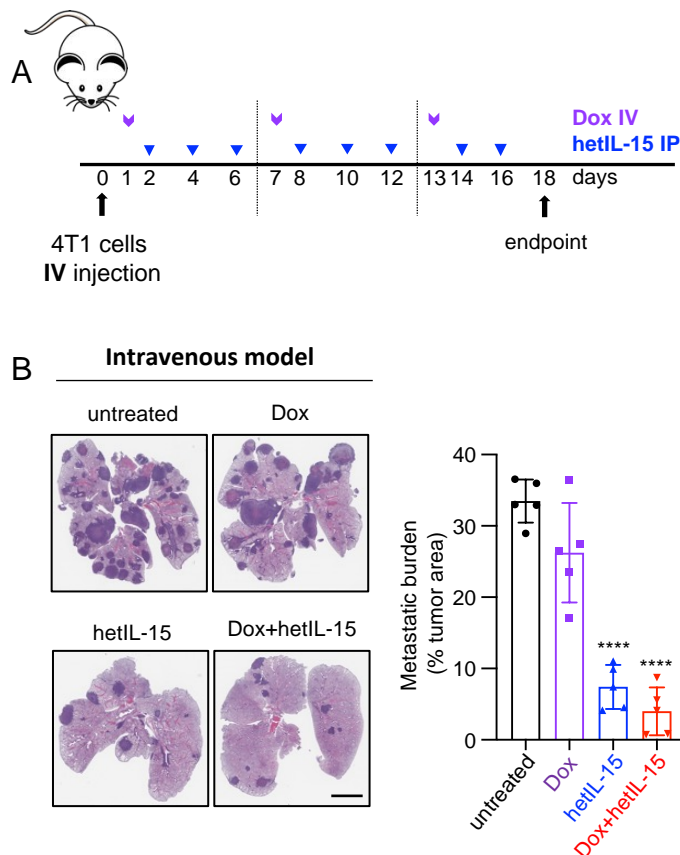 A
Dox IV
hetIL-15 IP
0 1 2 4 6 7 8 10 12 13 14 16 18 days
4T1 cells
IV injection
endpoint
B
Intravenous model
untreated
Dox
hetIL-15
Dox+hetIL-15
Metastatic burden
(% tumor area)
40
30
20
10
0
****
****
untreated
Dox
hetIL-15
Dox+hetIL-15